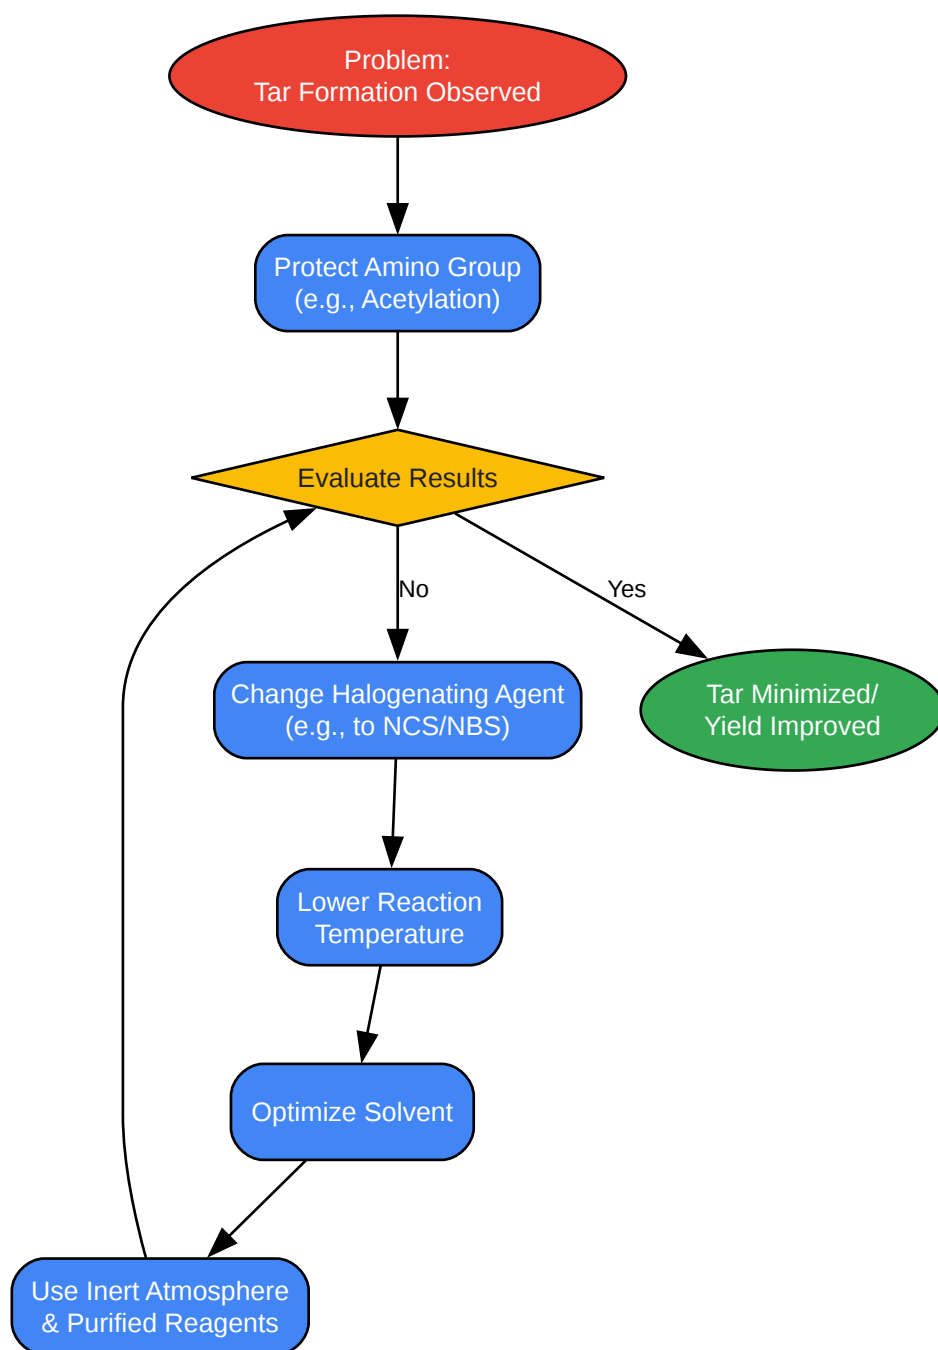 Problem:
Tar Formation Observed
Protect Amino Group
(e.g., Acetylation)
Evaluate Results
No
Yes
Change Halogenating Agent
(e.g., to NCS/NBS)
Tar Minimized/
Yield Improved
Lower Reaction
Temperature
Optimize Solvent
Use Inert Atmosphere
& Purified Reagents